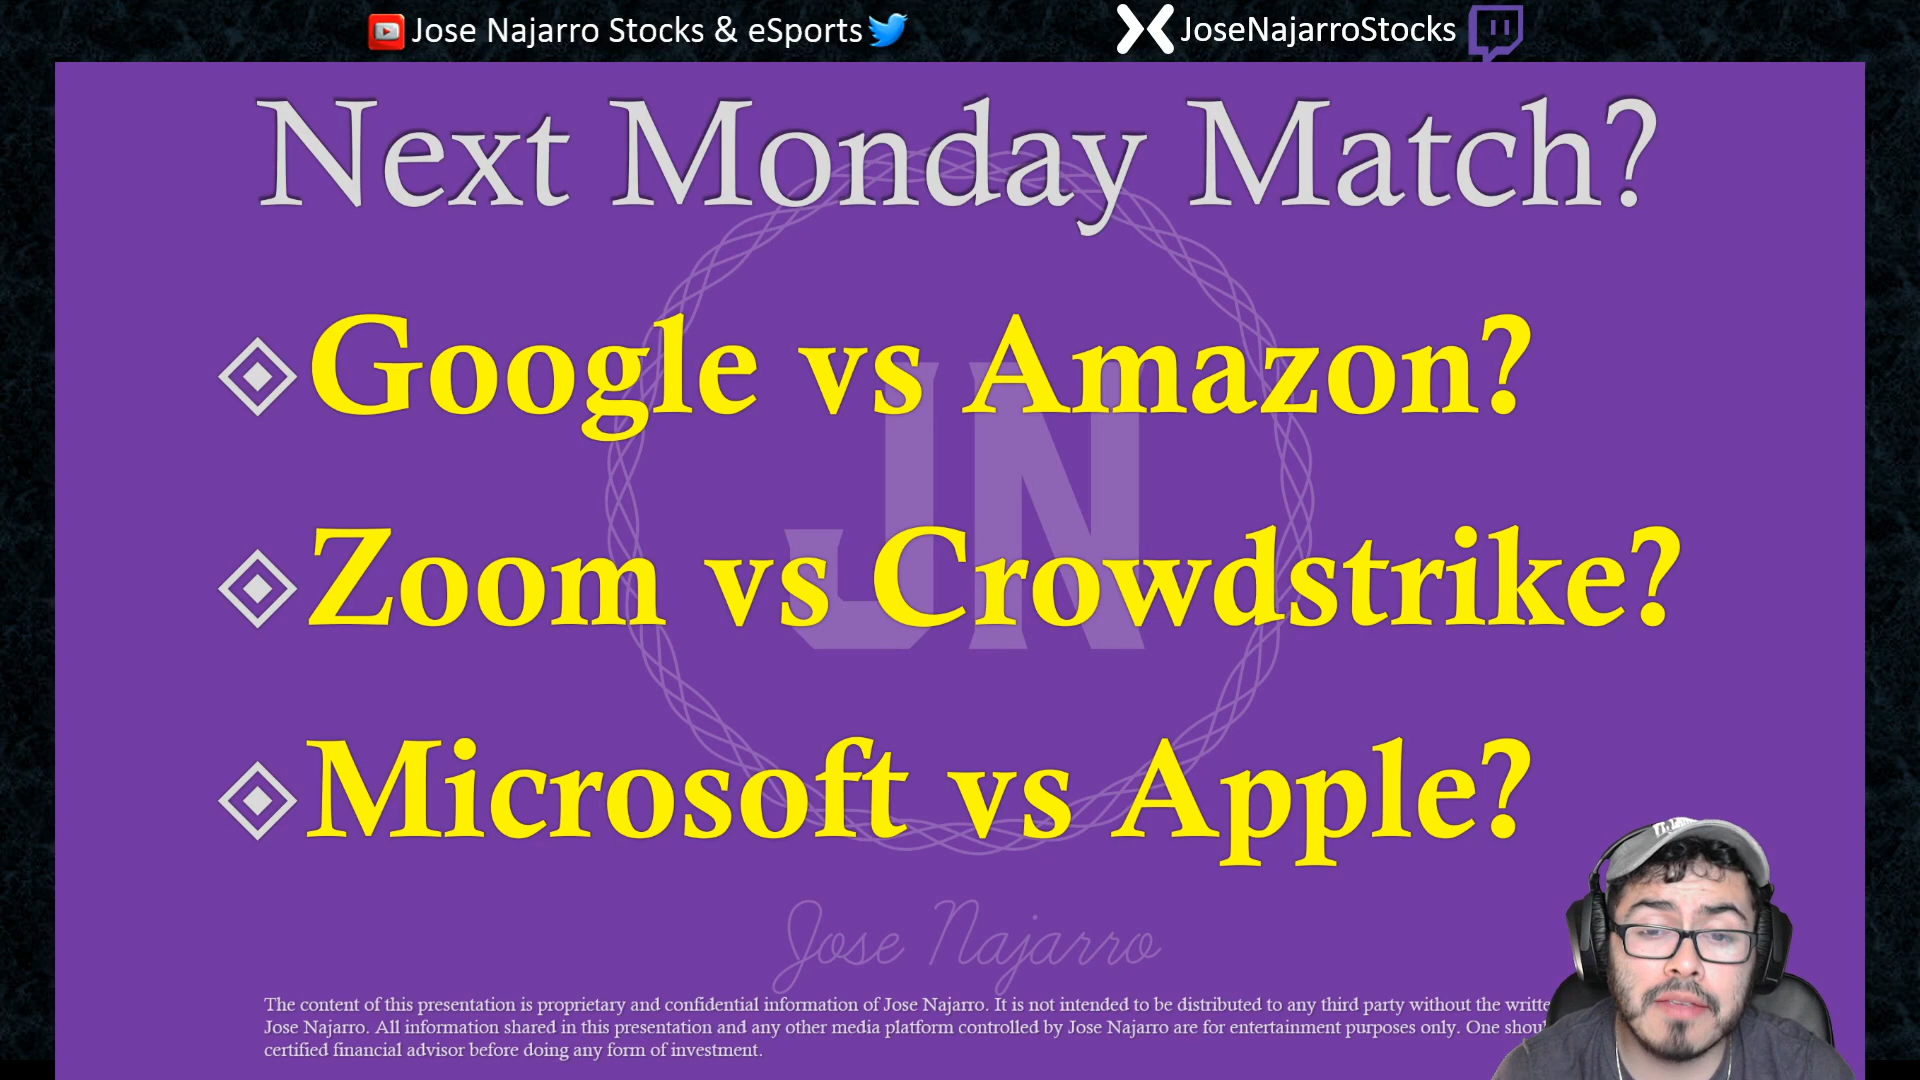 Jose Najarro Stocks & eSports
JoseNajarroStocks
Next Monday Match?
Google vs Amazon?
Zoom vs Crowdstrike?
Microsoft vs Apple?
JN
Jose Najarro
The content of this presentation is proprietary and confidential information of Jose Najarro. It is not intended to be distributed to any third party without the
Jose Najarro. All information shared in this presentation and any other media platform controlled by Jose Najarro are for entertainment purposes only. One
certified financial advisor before doing any form of investment.